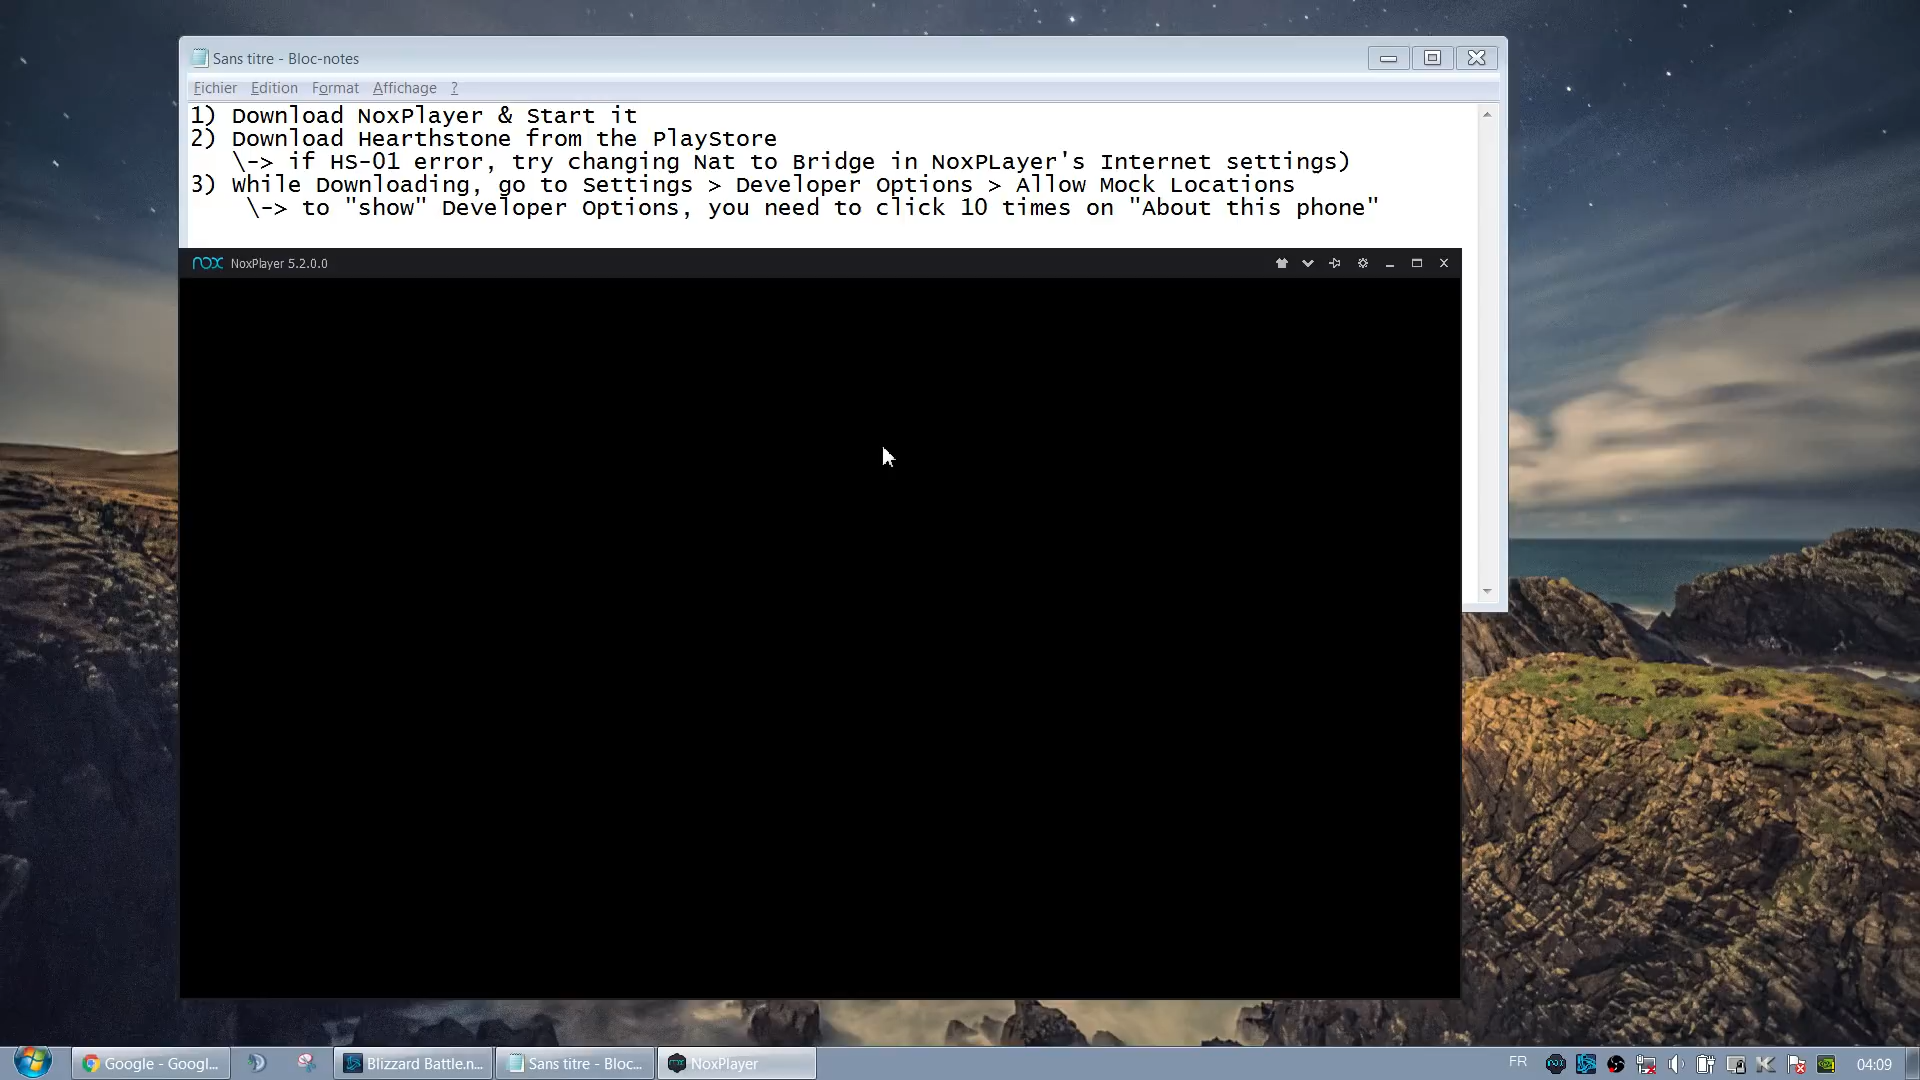 Sans titre - Bloc-notes
Fichier Edition Format Affichage ?
1) Download NoxPlayer & Start it
2) Download Hearthstone from the PlayStore
\-> if HS-01 error, try changing Nat to Bridge in NoxPLayer's Internet settings)
3) While Downloading, go to Settings > Developer Options > Allow Mock Locations
\-> to "show" Developer Options, you need to click 10 times on "About this phone"
nox NoxPlayer 5.2.0.0
Google - Googl... Blizzard Battle.n... Sans titre - Bloc... NoxPlayer FR 04:09